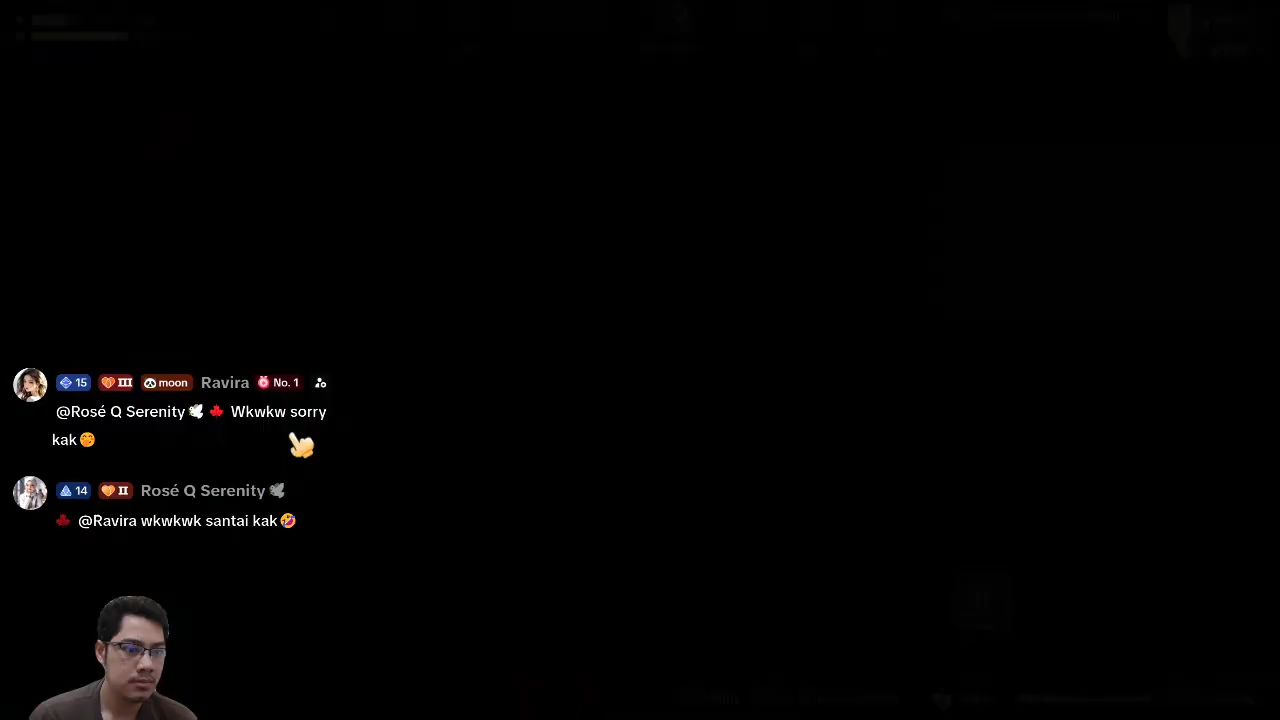 15 III moon Ravira No. 1
@Rosé Q Serenity🕊️🍁 Wkwkw sorry
kak🤭
14 II Rosé Q Serenity🕊️
🍁 @Ravira wkwkwk santai kak🤣